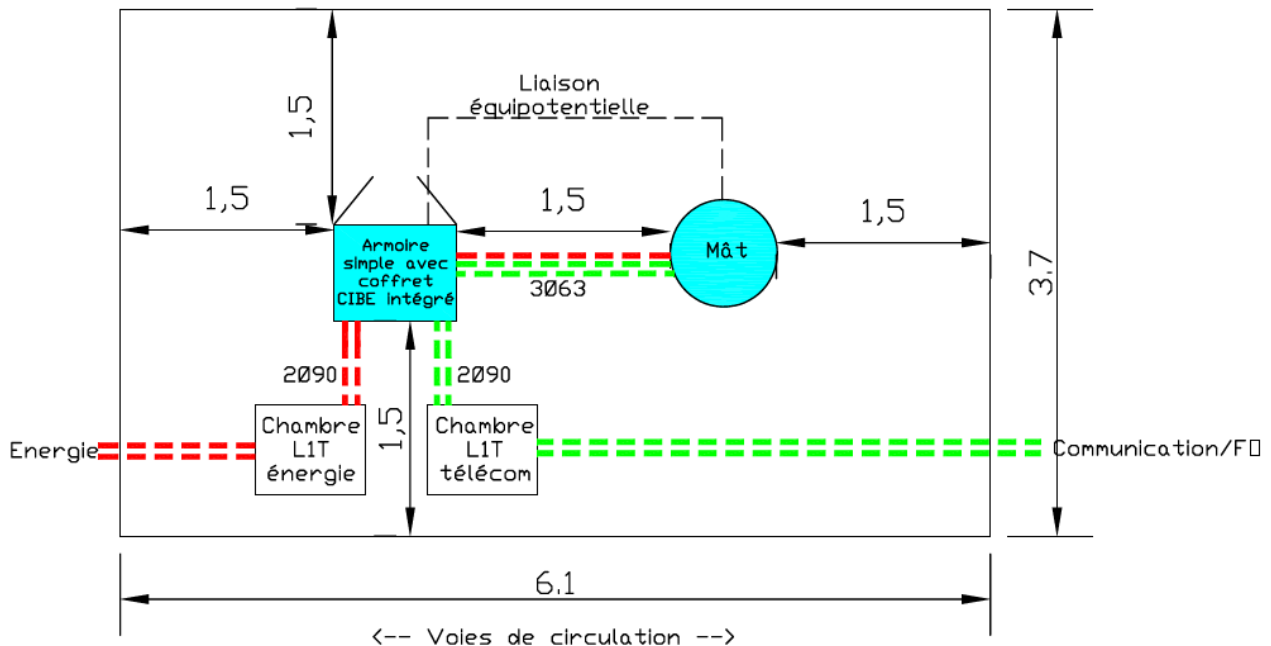 Liaison
équipotentielle
1,5
1,5
1,5
1,5
Armoire
simple avec
coffret
CIBE intégré
Mât
3Ø63
3.7
2Ø90
2Ø90
1,5
Chambre
L1T
énergie
Chambre
L1T
télécom
Energie
Communication/F□
6.1
<-- Voies de circulation -->